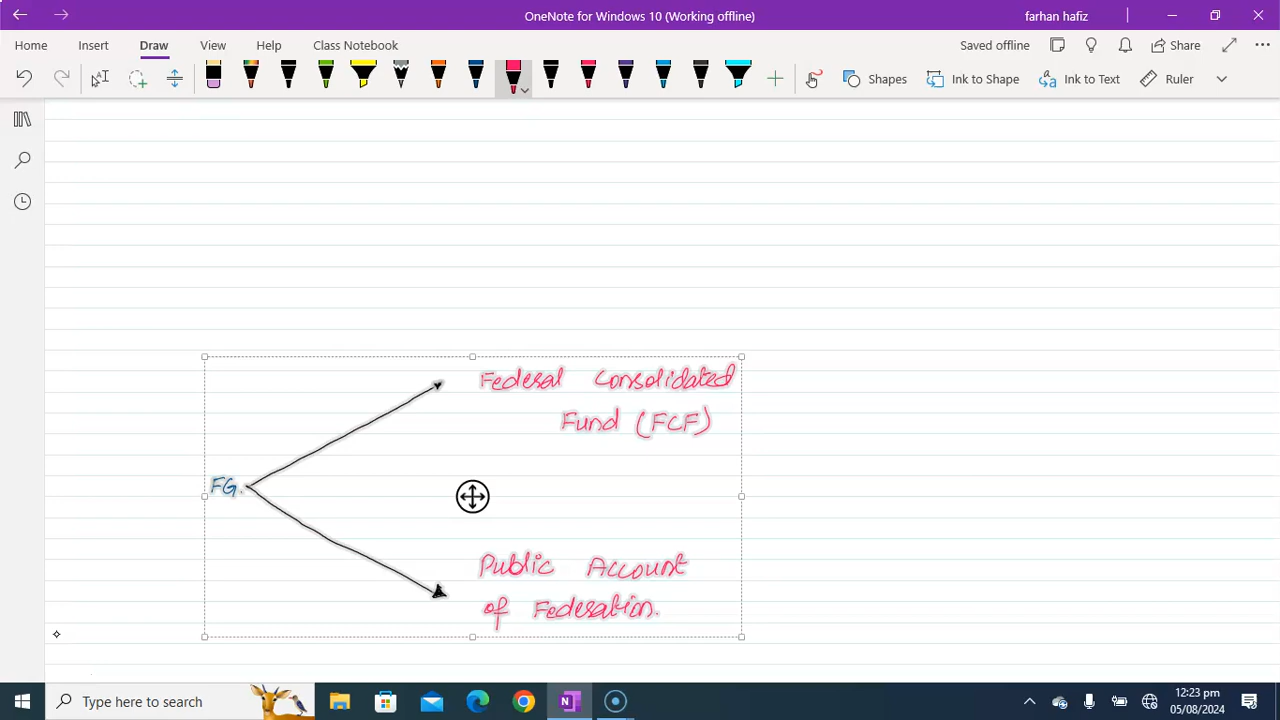 OneNote for Windows 10 (Working offline)
farhan hafiz
Home Insert Draw View Help Class Notebook
Saved offline
Share
Shapes
Ink to Shape
Ink to Text
Ruler
Federal Consolidated
Fund (FCF)
FG.
Public Account
of Federation.
Type here to search
12:23 pm
05/08/2024